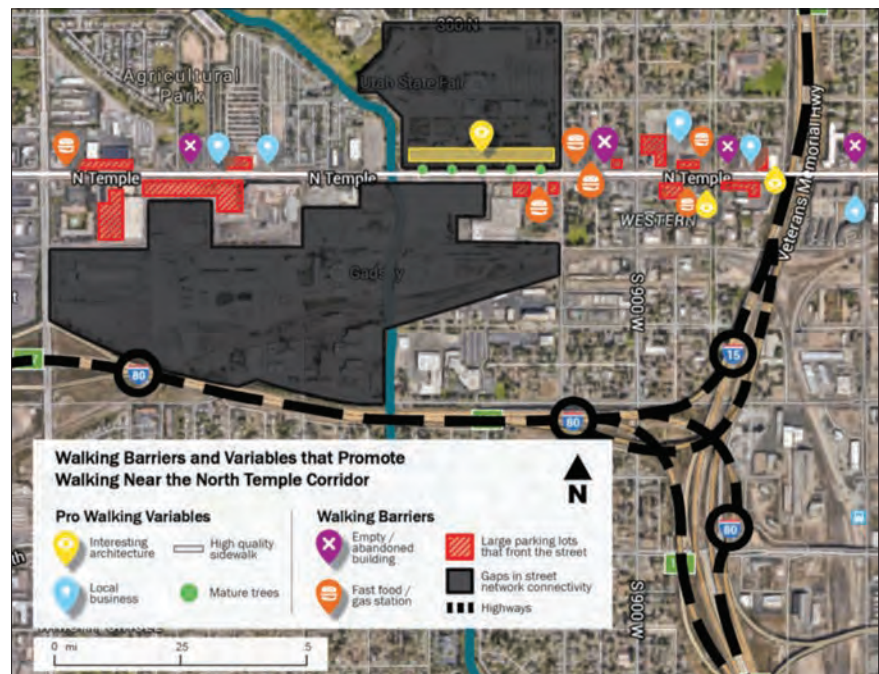 300 N
Agricultural
Park
Utah State Fair
N Temple
N Temple
N Temple
WESTERN
Veterans Memorial Hwy
Gadsby
S 900 W
15
80
80
80
S 900 W
Walking Barriers and Variables that Promote
Walking Near the North Temple Corridor
N
Pro Walking Variables
Interesting
architecture
High quality
sidewalk
Local
business
Mature trees
Walking Barriers
Empty /
abandoned
building
Large parking lots
that front the street
Fast food /
gas station
Gaps in street
network connectivity
Highways
0 mi .25 .5